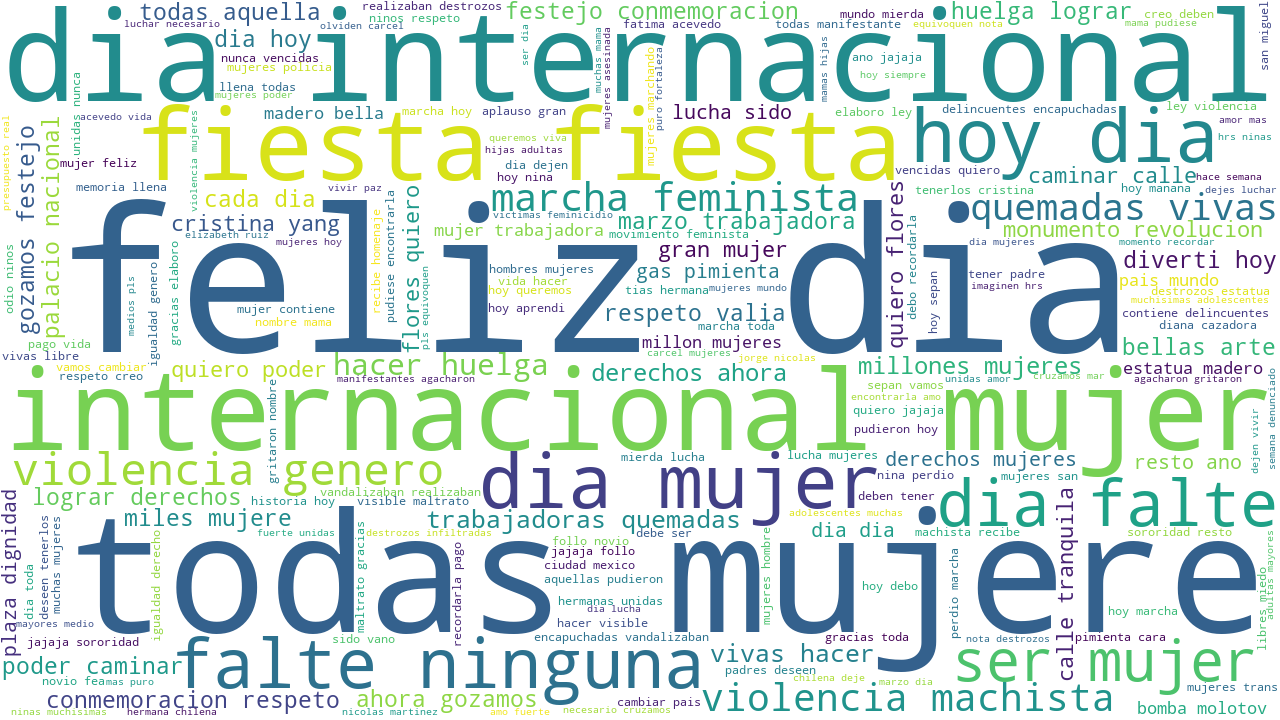 dia internacional
fiesta fiesta
hoy dia
feliz dia
internacional mujer
dia mujer
dia falte
todas mujere
falte ninguna
ser mujer
todas aquella
realizaban destrozos
ninos respeto
olviden carcel
luchar necesario
festejo conmemoracion
fatima acevedo
todas manifestante
mundo mierda
huelga lograr
creo deben
equivoquen nota
mama pudiese
san miguel
dia hoy
nunca vencidas
mujeres policia
llena todas
mujeres poder
ser dia
muchas mama
mujeres asesinada
mujeres marchando
puro fortaleza
mamas hijas
ano jajaja
hoy siempre
unidas nunca
acevedo vida
madero bella
marcha hoy
aplauso gran
lucha sido
elaboro ley
delincuentes encapuchadas
ley violencia
amor mas
hrs ninas
presupuesto real
gozamos festejo
palacio nacional
mujer feliz
violencia mujeres
queremos viva
hijas adultas
dia dejen
hoy nina
vencidas quiero
caminar calle
hace semana
memoria llena
cada dia
vivir paz
marcha feminista
tenerlos cristina
hoy manana
dejes luchar
cristina yang
elizabeth ruiz
mujeres hoy
recibe homenaje
pudiese encontrarla
flores quiero
victimas feminicidio
mujer trabajadora
movimiento feminista
marzo trabajadora
quiero flores
debo recordarla
quemadas vivas
monumento revolucion
dia mujeres
momento recordar
gran mujer
diverti hoy
odio ninos
medios pls
igualdad genero
gracias elaboro
pls equivoquen
hombres mujeres
vida hacer
hoy queremos
hoy aprendi
gas pimienta
tias hermana
mujeres mundo
hoy sepan
tener padre
imaginen hrs
pais mundo
destrozos estatua
muchisimas adolescentes
contiene delincuentes
diana cazadora
mujer contiene
nombre mama
respeto valia
marcha toda
pago vida
vivas libre
vamos cambiar
respeto creo
quiero poder
hacer huelga
manifestantes agacharon
millon mujeres
carcel mujeres
jorge nicolas
derechos ahora
millones mujeres
unidas amor
cruzamos mar
bellas arte
estatua madero
agacharon gritaron
sepan vamos
encontrarla amo
quiero jajaja
pudieron hoy
semana denunciado
dejen vivir
gritaron nombre
violencia genero
mierda lucha
lucha mujeres
derechos mujeres
nina perdio
mujeres san
resto ano
lograr derechos
historia hoy
vandalizaban realizaban
visible maltrato
deben tener
plaza dignidad
miles mujere
fuerte unidas
destrozos infiltradas
trabajadoras quemadas
debe ser
adolescentes muchas
dia dia
machista recibe
sororidad resto
calle tranquila
dia toda
deseen tenerlos
muchas mujeres
mayores medio
igualdad derecho
maltrato gracias
recordarla pago
follo novio
jajaja follo
ciudad mexico
aquellas pudieron
hermanas unidas
dia lucha
hicer visible
mujeres hombre
hoy debo
perdio marcha
hoy marcha
libres miedo
adultas mayores
jajaja sororidad
sido vano
encapuchadas vandalizaban
gracias toda
nota destrozos
pimienta cara
poder caminar
novio fea
mas puro
vivas hacer
padres deseen
chilena deje
marzo dia
mujeres trans
conmemoracion respeto
ahora gozamos
cambiar pais
violencia machista
bomba molotov
ninas muchisimas
hermana chilena
nicolas martinez
amo fuerte
necesario cruzamos